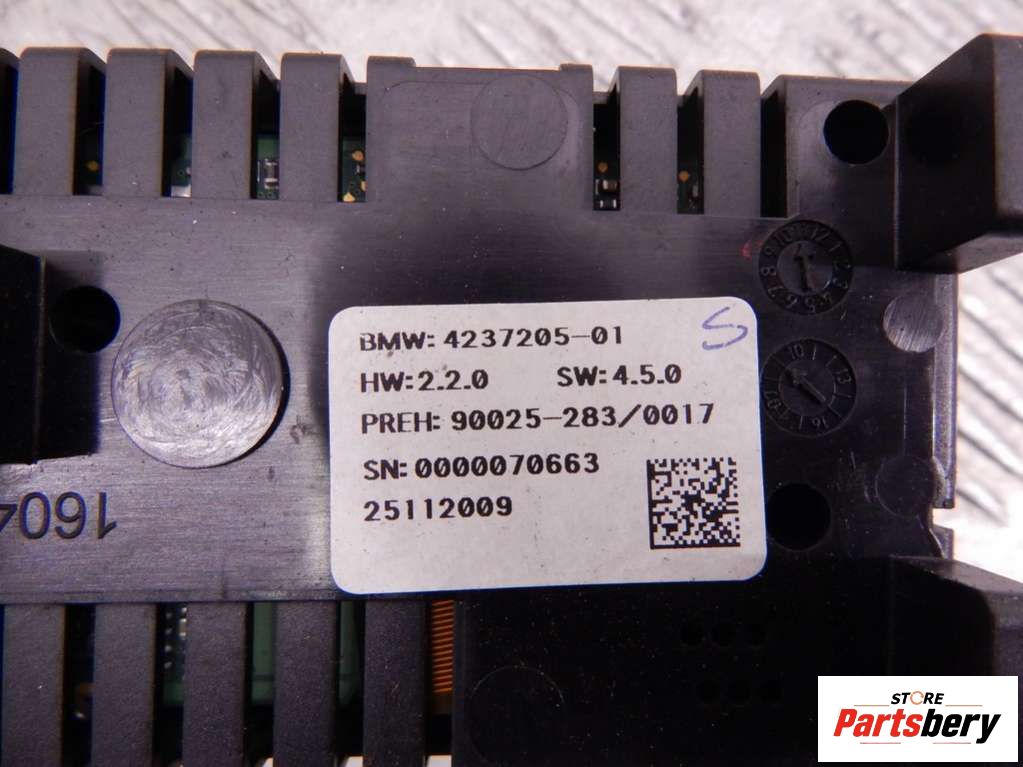 BMW: 4237205-01
HW: 2.2.0 SW: 4.5.0
PREH: 90025-283/0017
SN: 0000070663
25112009
S
STORE
Partsbery